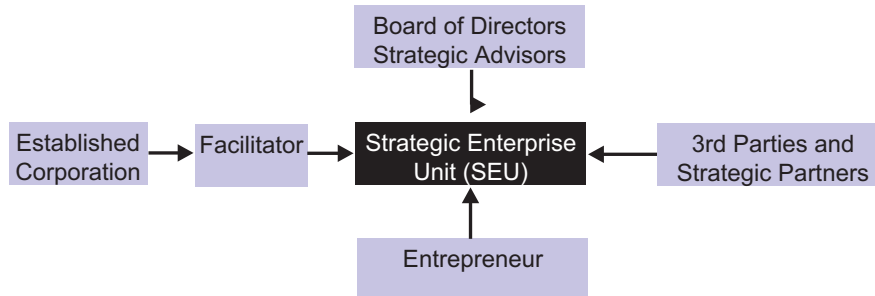 Board of Directors
Strategic Advisors
Established
Corporation
Facilitator
Strategic Enterprise
Unit (SEU)
3rd Parties and
Strategic Partners
Entrepreneur